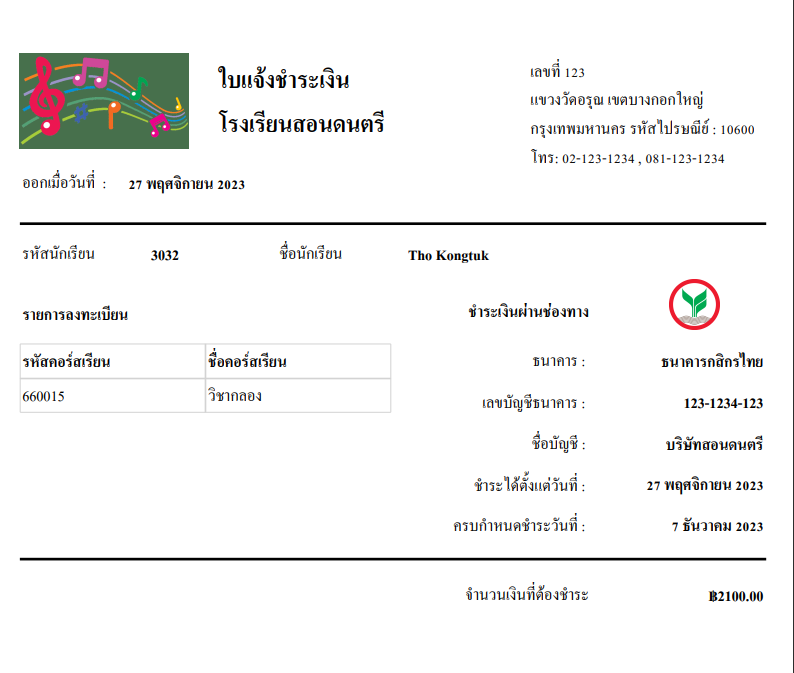 ใบแจ้งชำระเงิน
โรงเรียนสอนดนตรี
เลขที่ 123
แขวงวัดอรุณ เขตบางกอกใหญ่
กรุงเทพมหานคร รหัสไปรษณีย์ : 10600
โทร: 02-123-1234 , 081-123-1234
ออกเมื่อวันที่ : 27 พฤศจิกายน 2023
รหัสนักเรียน 3032 ชื่อนักเรียน Tho Kongtuk
รายการลงทะเบียน
รหัสคอร์สเรียน ชื่อคอร์สเรียน
660015 วิชากลอง
ชำระเงินผ่านช่องทาง
ธนาคาร : ธนาคารกสิกรไทย
เลขบัญชีธนาคาร : 123-1234-123
ชื่อบัญชี : บริษัทสอนดนตรี
ชำระได้ตั้งแต่วันที่ : 27 พฤศจิกายน 2023
ครบกำหนดชำระวันที่ : 7 ธันวาคม 2023
จำนวนเงินที่ต้องชำระ ฿2100.00